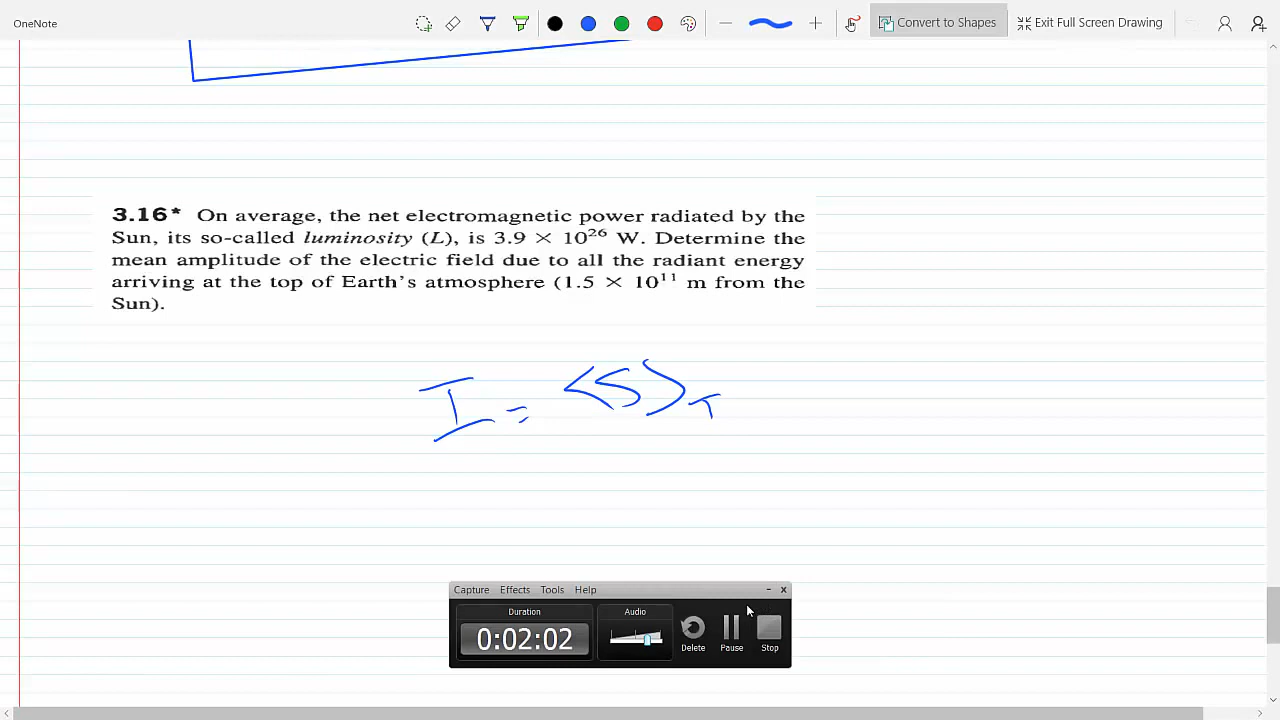 OneNote
Convert to Shapes
Exit Full Screen Drawing
3.16* On average, the net electromagnetic power radiated by the
Sun, its so-called luminosity (L), is 3.9 × 10²⁶ W. Determine the
mean amplitude of the electric field due to all the radiant energy
arriving at the top of Earth's atmosphere (1.5 × 10¹¹ m from the
Sun).
I = <S>T
Capture Effects Tools Help
Duration
Audio
0:02:02
Delete Pause Stop